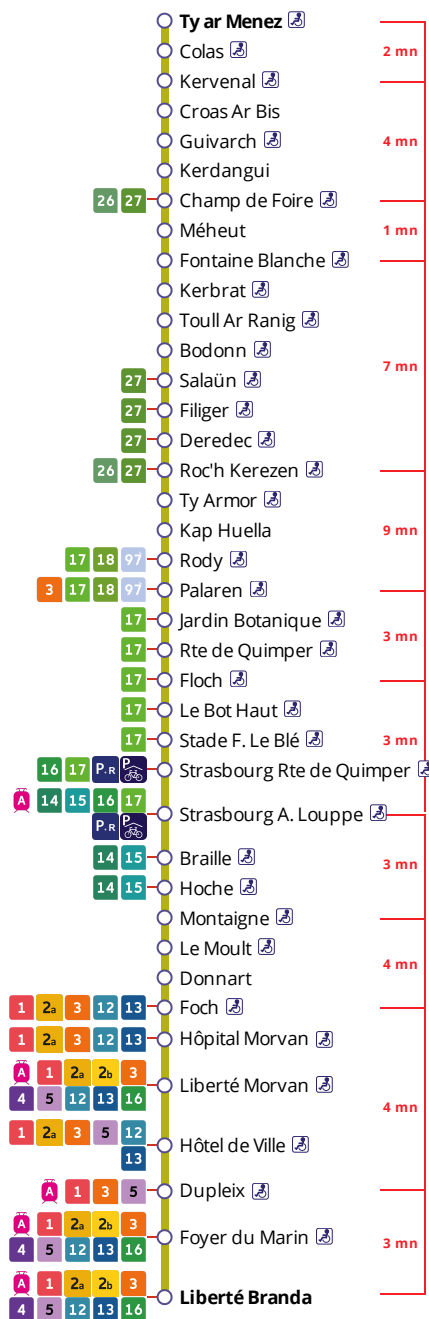 Ty ar Menez
Colas 2 mn
Kervenal
Croas Ar Bis
Guivarch 4 mn
Kerdangui
26 27 Champ de Foire
Méheut 1 mn
Fontaine Blanche
Kerbrat
Toull Ar Ranig
Bodonn
7 mn
27 Salaün
27 Filiger
27 Deredec
26 27 Roc'h Kerezen
Ty Armor
Kap Huella 9 mn
17 18 97 Rody
3 17 18 97 Palaren
17 Jardin Botanique
3 mn
17 Rte de Quimper
17 Floch
17 Le Bot Haut
17 Stade F. Le Blé 3 mn
16 17 P+R P Strasbourg Rte de Quimper
A 14 15 16 17
Strasbourg A. Louppe
P+R P
14 15 Braille
3 mn
14 15 Hoche
Montaigne
Le Moult
4 mn
Donnart
1 2a 3 12 13 Foch
1 2a 3 12 13 Hôpital Morvan
A 1 2a 2b 3
Liberté Morvan
4 5 12 13 16
4 mn
1 2a 3 5 12
Hôtel de Ville
13
A 1 3 5 Dupleix
A 1 2a 2b 3
Foyer du Marin 3 mn
4 5 12 13 16
A 1 2a 2b 3
Liberté Branda
4 5 12 13 16